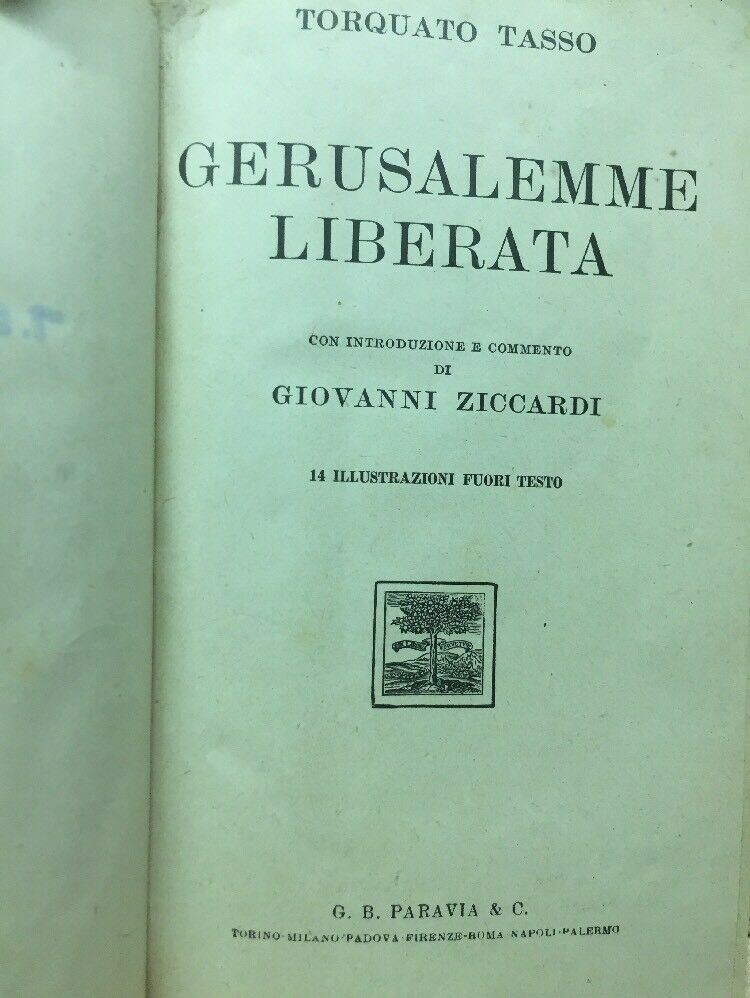 TORQUATO TASSO
GERUSALEMME
LIBERATA
CON INTRODUZIONE E COMMENTO
DI
GIOVANNI ZICCARDI
14 ILLUSTRAZIONI FUORI TESTO
G. B. PARAVIA & C.
TORINO-MILANO-PADOVA-FIRENZE-ROMA-NAPOLI-PALERMO